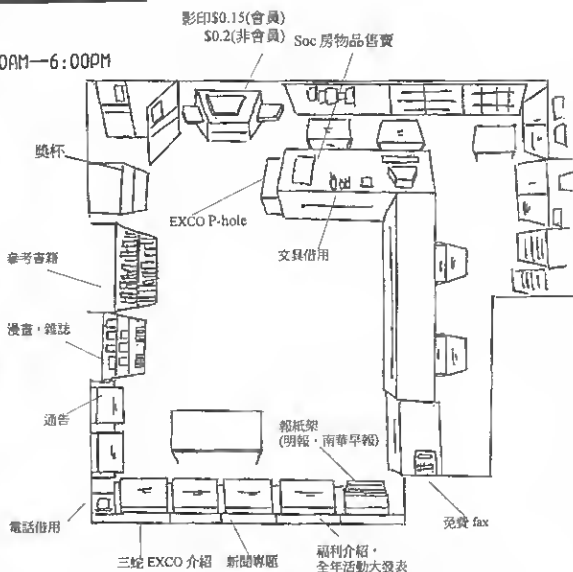 影印$0.15(會員)
$0.2(非會員)
Soc 房物品售賣
0AM—6:00PM
獎杯
EXCO P-hole
文具借用
參考書籍
漫畫，雜誌
通告
報紙架
(明報，南華早報)
電話借用
免費 fax
三蛇 EXCO 介紹
新聞專區
福利介紹，
全年活動大發表